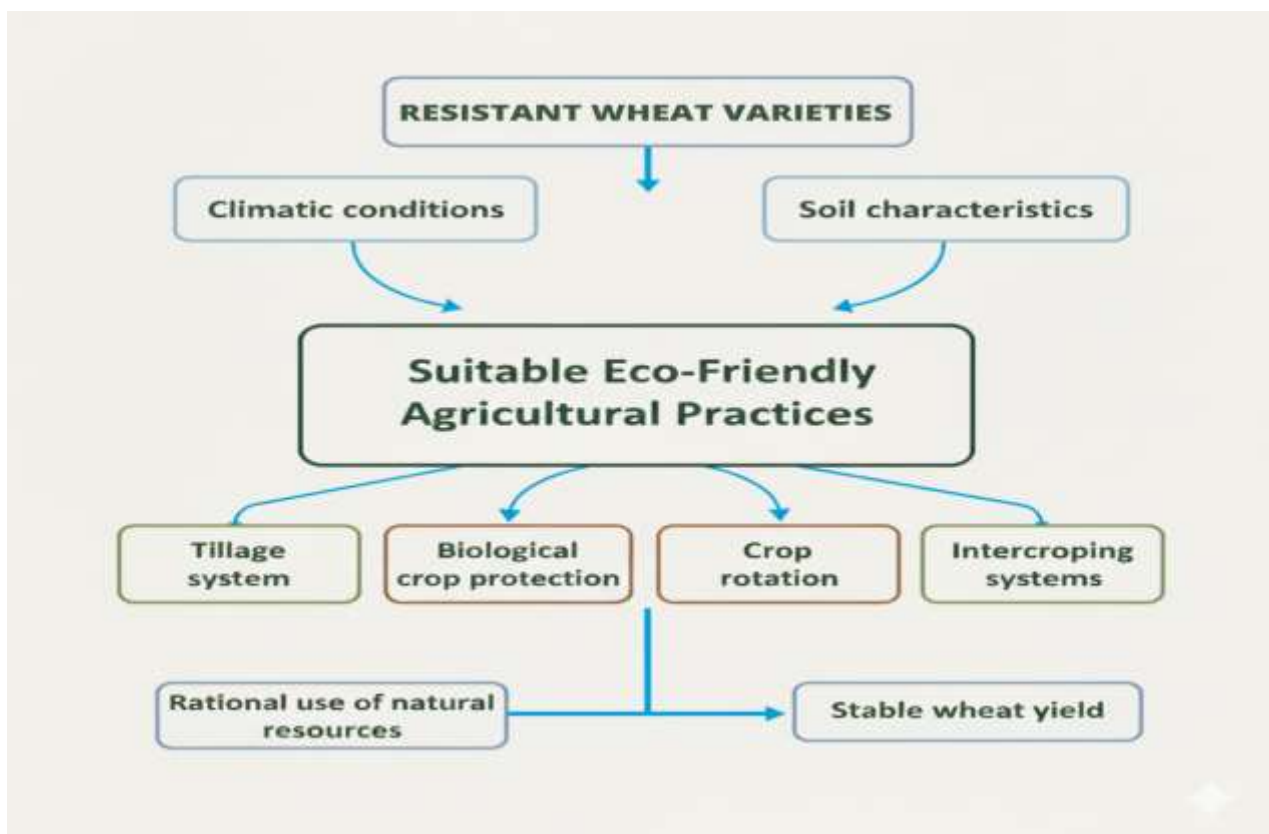 RESISTANT WHEAT VARIETIES
Climatic conditions
Soil characteristics
Suitable Eco-Friendly
Agricultural Practices
Tillage
system
Biological
crop protection
Crop
rotation
Intercroping
systems
Rational use of natural
resources
Stable wheat yield